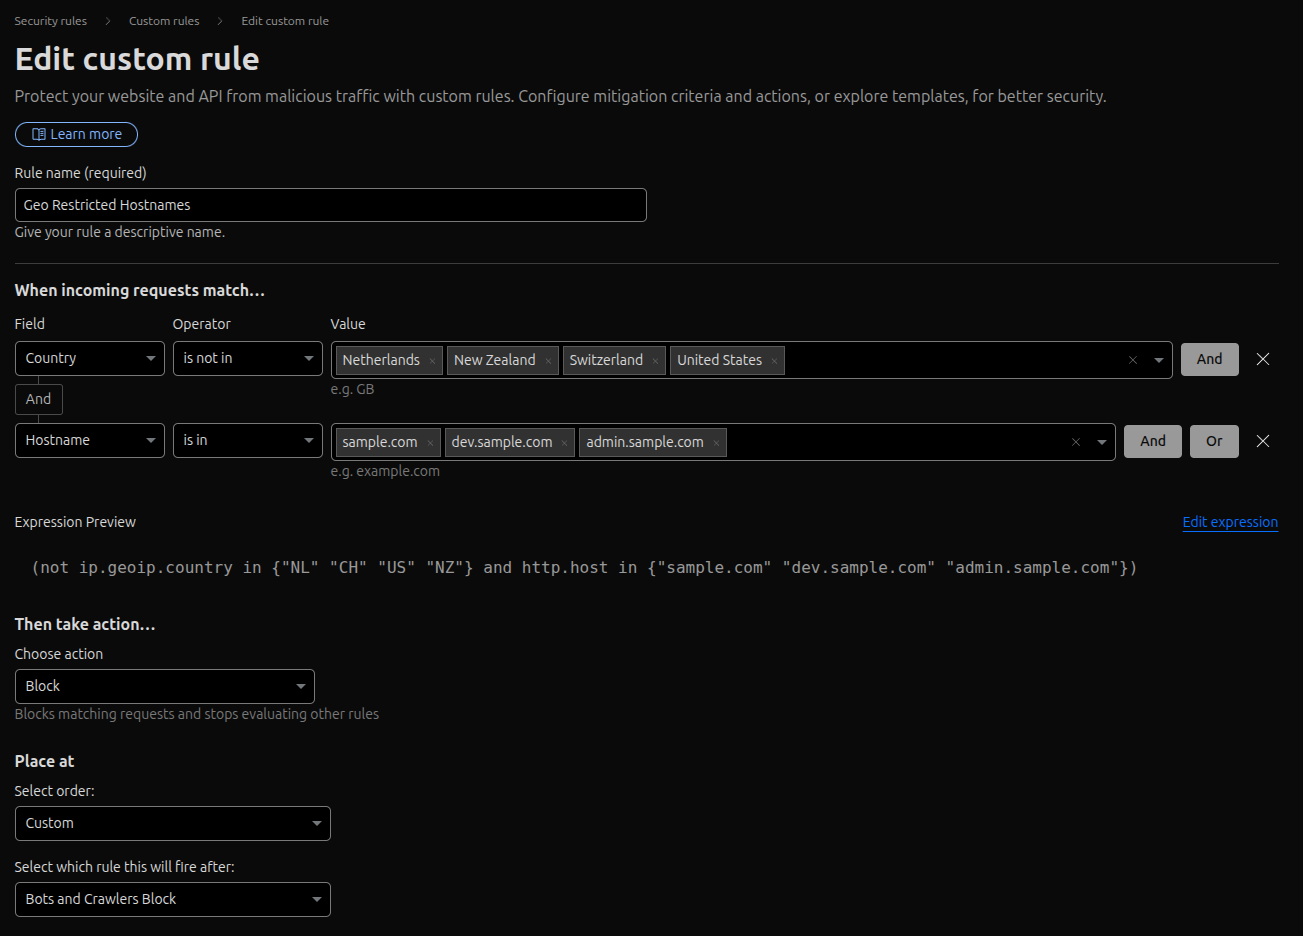 Security rules > Custom rules > Edit custom rule
Edit custom rule
Protect your website and API from malicious traffic with custom rules. Configure mitigation criteria and actions, or explore templates, for better security.
Learn more
Rule name (required)
Geo Restricted Hostnames
Give your rule a descriptive name.
When incoming requests match…
Field Operator Value
Country is not in Netherlands × New Zealand × Switzerland × United States × And
e.g. GB
And
Hostname is in sample.com × dev.sample.com × admin.sample.com × And Or
e.g. example.com
Expression Preview Edit expression
(not ip.geoip.country in {"NL" "CH" "US" "NZ"} and http.host in {"sample.com" "dev.sample.com" "admin.sample.com"})
Then take action…
Choose action
Block
Blocks matching requests and stops evaluating other rules
Place at
Select order:
Custom
Select which rule this will fire after:
Bots and Crawlers Block